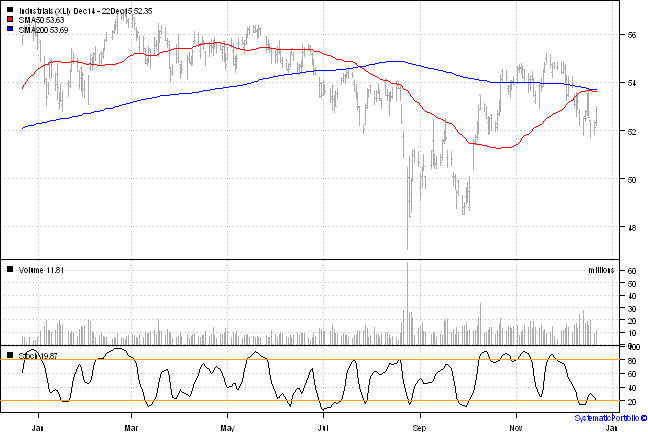 Industrials (XLI) Dec14 - 22Dec15 52.35
SMA50 53.63
SMA200 53.69
56
54
52
50
48
Volume 11.81
millions
60
50
40
30
20
10
0
Stoch 19.87
100
80
60
40
20
Jan Mar May Jul Sep Nov Jan
SystematicPortfolio ©